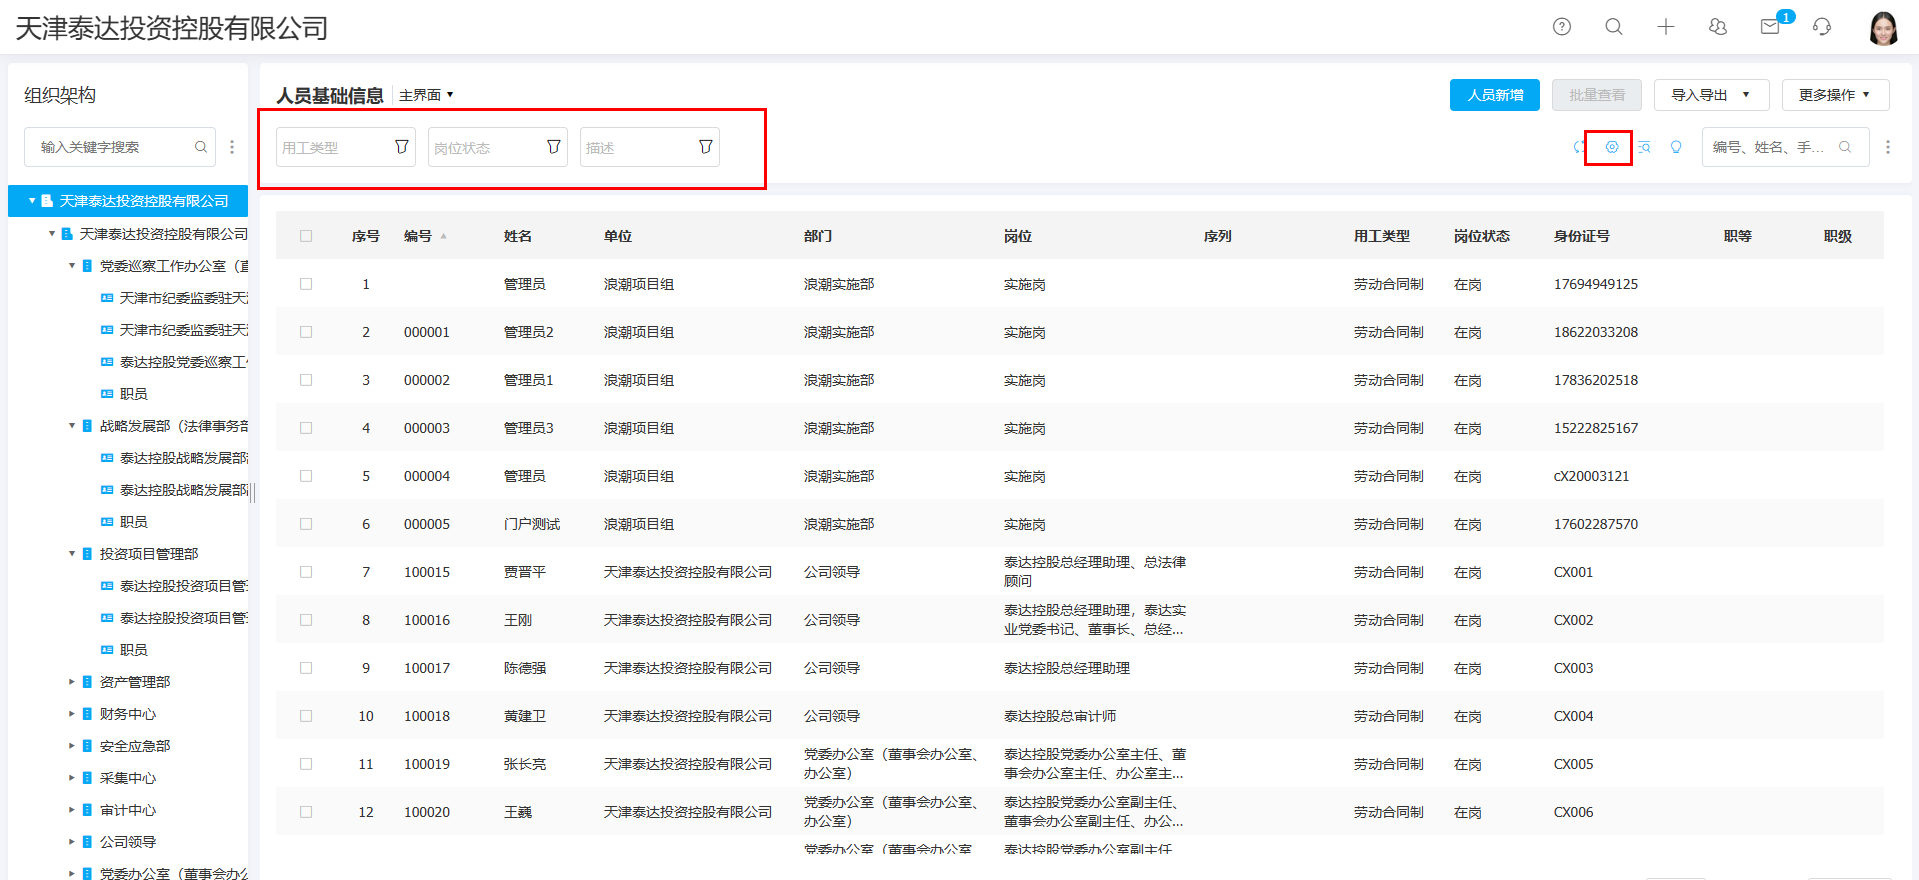 天津泰达投资控股有限公司
1
组织架构
输入关键字搜索
天津泰达投资控股有限公司
天津泰达投资控股有限公司
党委巡察工作办公室（直
天津市纪委监委驻天
天津市纪委监委驻天
泰达控股党委巡察工
职员
战略发展部（法律事务部
泰达控股战略发展部
泰达控股战略发展部
职员
投资项目管理部
泰达控股投资项目管
泰达控股投资项目管
职员
资产管理部
财务中心
安全应急部
采集中心
审计中心
公司领导
党委办公室（董事会办公
人员基础信息 主界面
人员新增 批量查看 导入导出 更多操作
用工类型 岗位状态 描述
编号、姓名、手...
序号 编号 姓名 单位 部门 岗位 序列 用工类型 岗位状态 身份证号 职等 职级
1 管理员 浪潮项目组 浪潮实施部 实施岗 劳动合同制 在岗 17694949125
2 000001 管理员2 浪潮项目组 浪潮实施部 实施岗 劳动合同制 在岗 18622033208
3 000002 管理员1 浪潮项目组 浪潮实施部 实施岗 劳动合同制 在岗 17836202518
4 000003 管理员3 浪潮项目组 浪潮实施部 实施岗 劳动合同制 在岗 15222825167
5 000004 管理员 浪潮项目组 浪潮实施部 实施岗 劳动合同制 在岗 cX20003121
6 000005 门户测试 浪潮项目组 浪潮实施部 实施岗 劳动合同制 在岗 17602287570
7 100015 贾晋平 天津泰达投资控股有限公司 公司领导 泰达控股总经理助理、总法律
顾问 劳动合同制 在岗 CX001
8 100016 王刚 天津泰达投资控股有限公司 公司领导 泰达控股总经理助理，泰达实
业党委书记、董事长、总经... 劳动合同制 在岗 CX002
9 100017 陈德强 天津泰达投资控股有限公司 公司领导 泰达控股总经理助理 劳动合同制 在岗 CX003
10 100018 黄建卫 天津泰达投资控股有限公司 公司领导 泰达控股总审计师 劳动合同制 在岗 CX004
11 100019 张长亮 天津泰达投资控股有限公司 党委办公室（董事会办公室、 泰达控股党委办公室主任、董
办公室） 事会办公室主任、办公室主... 劳动合同制 在岗 CX005
12 100020 王巍 天津泰达投资控股有限公司 党委办公室（董事会办公室、 泰达控股党委办公室副主任、
办公室） 董事会办公室副主任、办公... 劳动合同制 在岗 CX006
党委办公室（董事会办公室 泰达控股党委办公室副主任